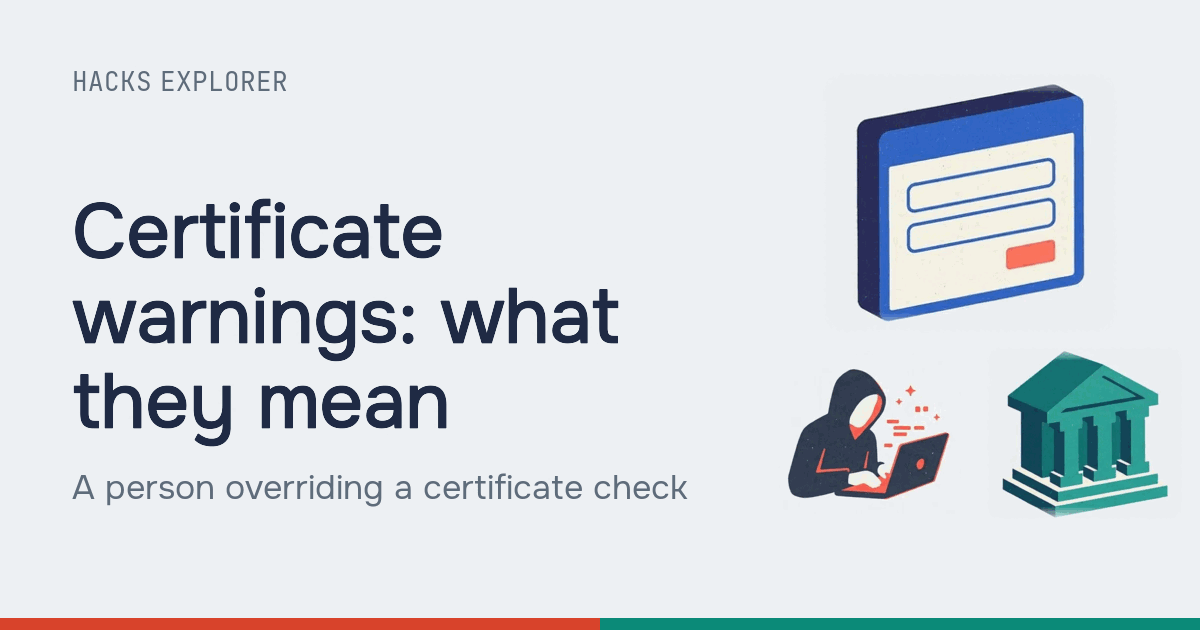 HACKS EXPLORER
Certificate
warnings: what
they mean
A person overriding a certificate check